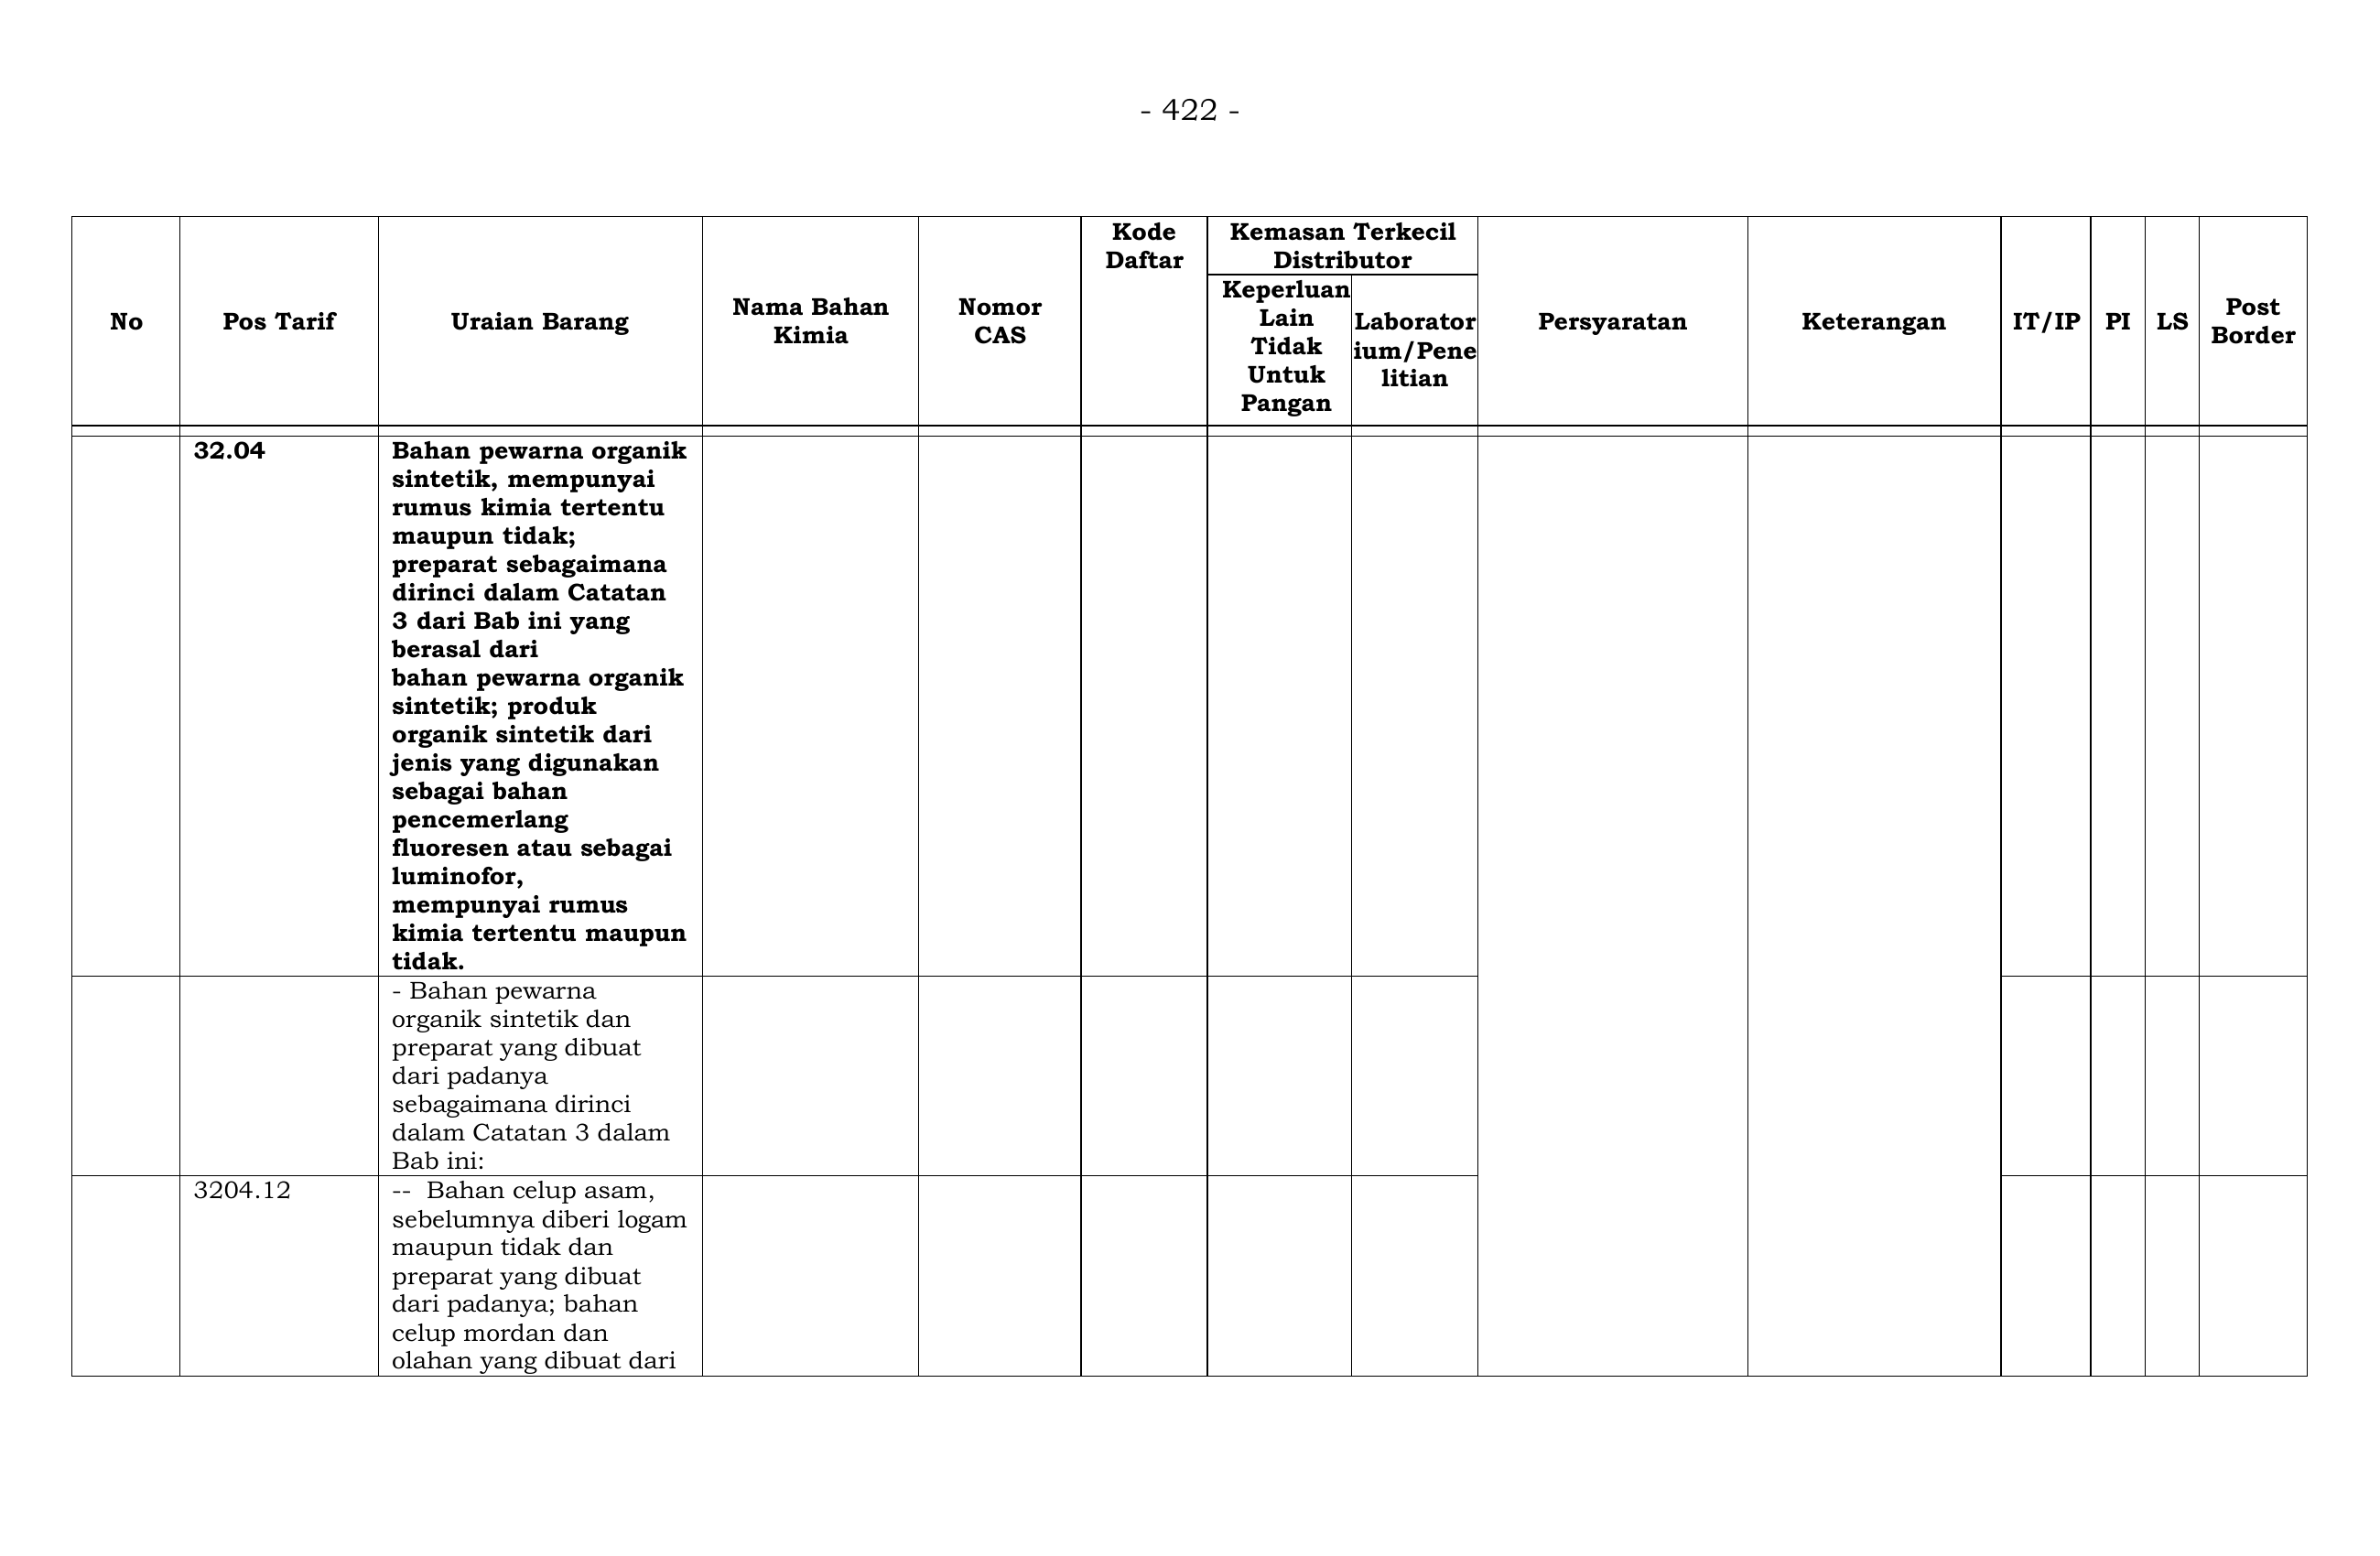 - 422 -
No
Pos Tarif
Uraian Barang
Nama Bahan
Kimia
Nomor
CAS
Kode
Daftar
Kemasan Terkecil
Distributor
Keperluan
Lain
Tidak
Untuk
Pangan
Laborator
ium/Pene
litian
Persyaratan
Keterangan
IT/IP
PI
LS
Post
Border
32.04
Bahan pewarna organik
sintetik, mempunyai
rumus kimia tertentu
maupun tidak;
preparat sebagaimana
dirinci dalam Catatan
3 dari Bab ini yang
berasal dari
bahan pewarna organik
sintetik; produk
organik sintetik dari
jenis yang digunakan
sebagai bahan
pencemerlang
fluoresen atau sebagai
luminofor,
mempunyai rumus
kimia tertentu maupun
tidak.
- Bahan pewarna
organik sintetik dan
preparat yang dibuat
dari padanya
sebagaimana dirinci
dalam Catatan 3 dalam
Bab ini:
3204.12
-- Bahan celup asam,
sebelumnya diberi logam
maupun tidak dan
preparat yang dibuat
dari padanya; bahan
celup mordan dan
olahan yang dibuat dari